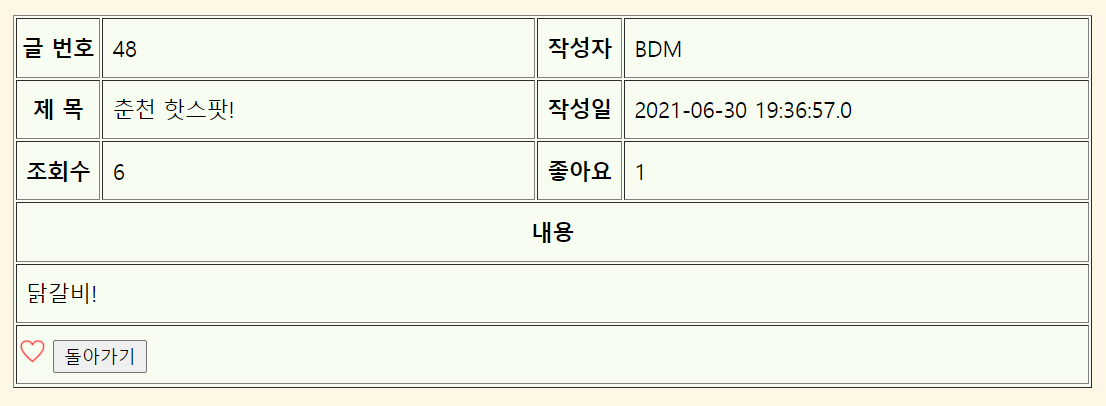 글 번호 48 작성자 BDM
제 목 춘천 핫스팟! 작성일 2021-06-30 19:36:57.0
조회수 6 좋아요 1
내용
닭갈비!
돌아가기